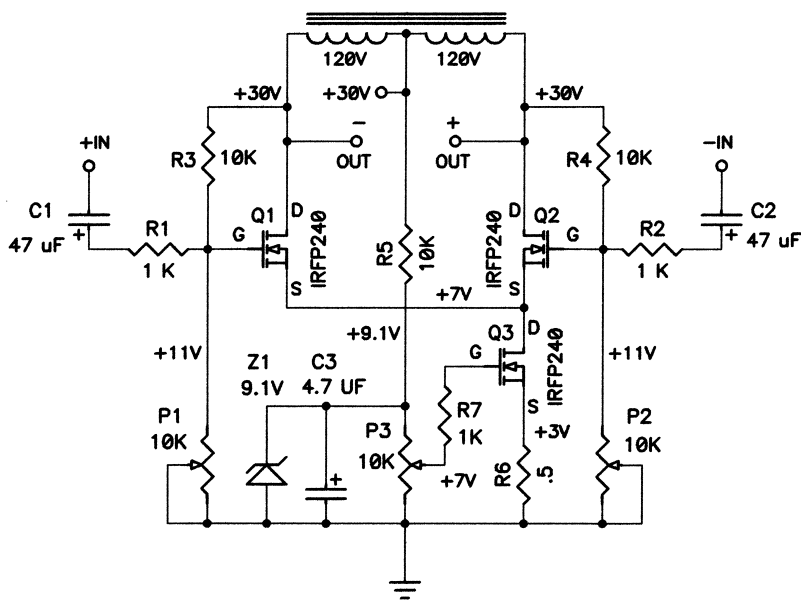 120V 120V
+30V +30V +30V
− +
+IN OUT OUT −IN
R3 10K R4 10K
C1 R1 Q1 D D Q2 R2 C2
47 uF + 1 K G IRFP240 R5 10K IRFP240 G 1 K + 47 uF
S S
+7V
+9.1V Q3 D
+11V Z1 C3 G IRFP240 +11V
9.1V 4.7 UF
P1 P3 R7 S P2
10K 10K 1K +3V 10K
+ +7V R6 .5